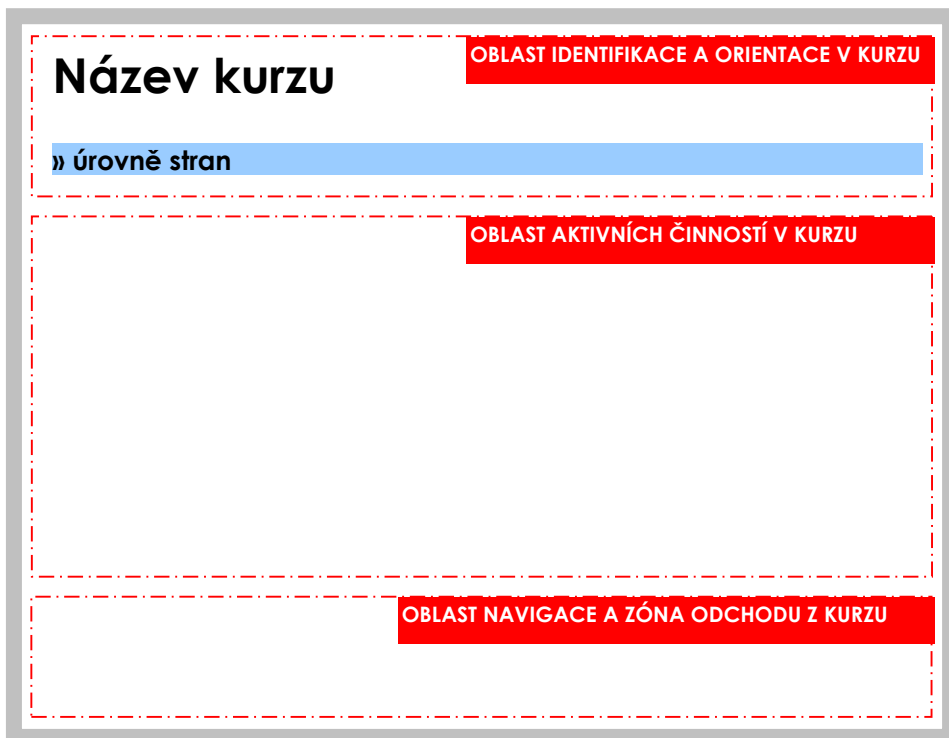 Název kurzu
OBLAST IDENTIFIKACE A ORIENTACE V KURZU
» úrovně stran
OBLAST AKTIVNÍCH ČINNOSTÍ V KURZU
OBLAST NAVIGACE A ZÓNA ODCHODU Z KURZU